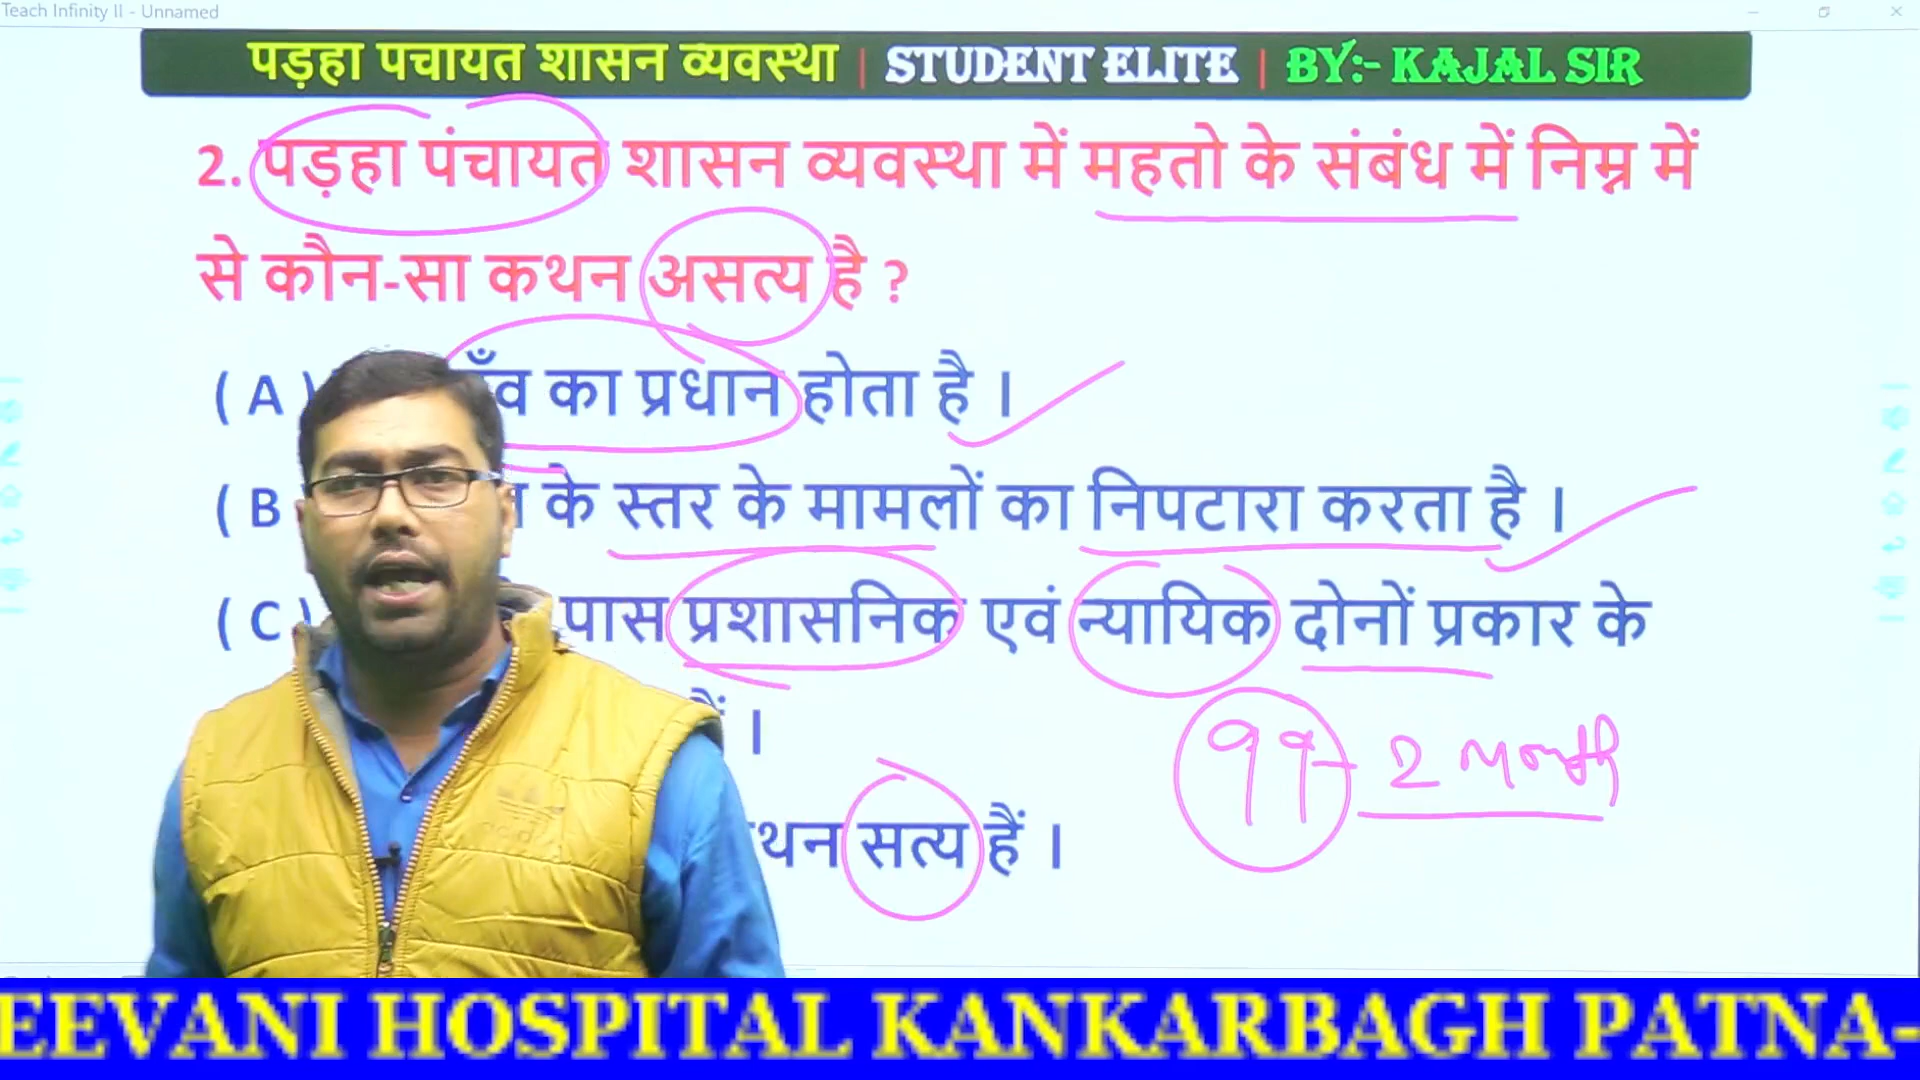 Teach Infinity II - Unnamed
पड़हा पचायत शासन व्यवस्था | STUDENT ELITE | BY:- KAJAL SIR
2. पड़हा पंचायत शासन व्यवस्था में महतो के संबंध में निम्न में
से कौन-सा कथन असत्य है ?
( A ) का प्रधान होता है ।
( B के स्तर के मामलों का निपटारा करता है ।
( C ) पास प्रशासनिक एवं न्यायिक दोनों प्रकार के
।
99 - 2 month
सत्य हैं ।
EEVANI HOSPITAL KANKARBAGH PATNA-